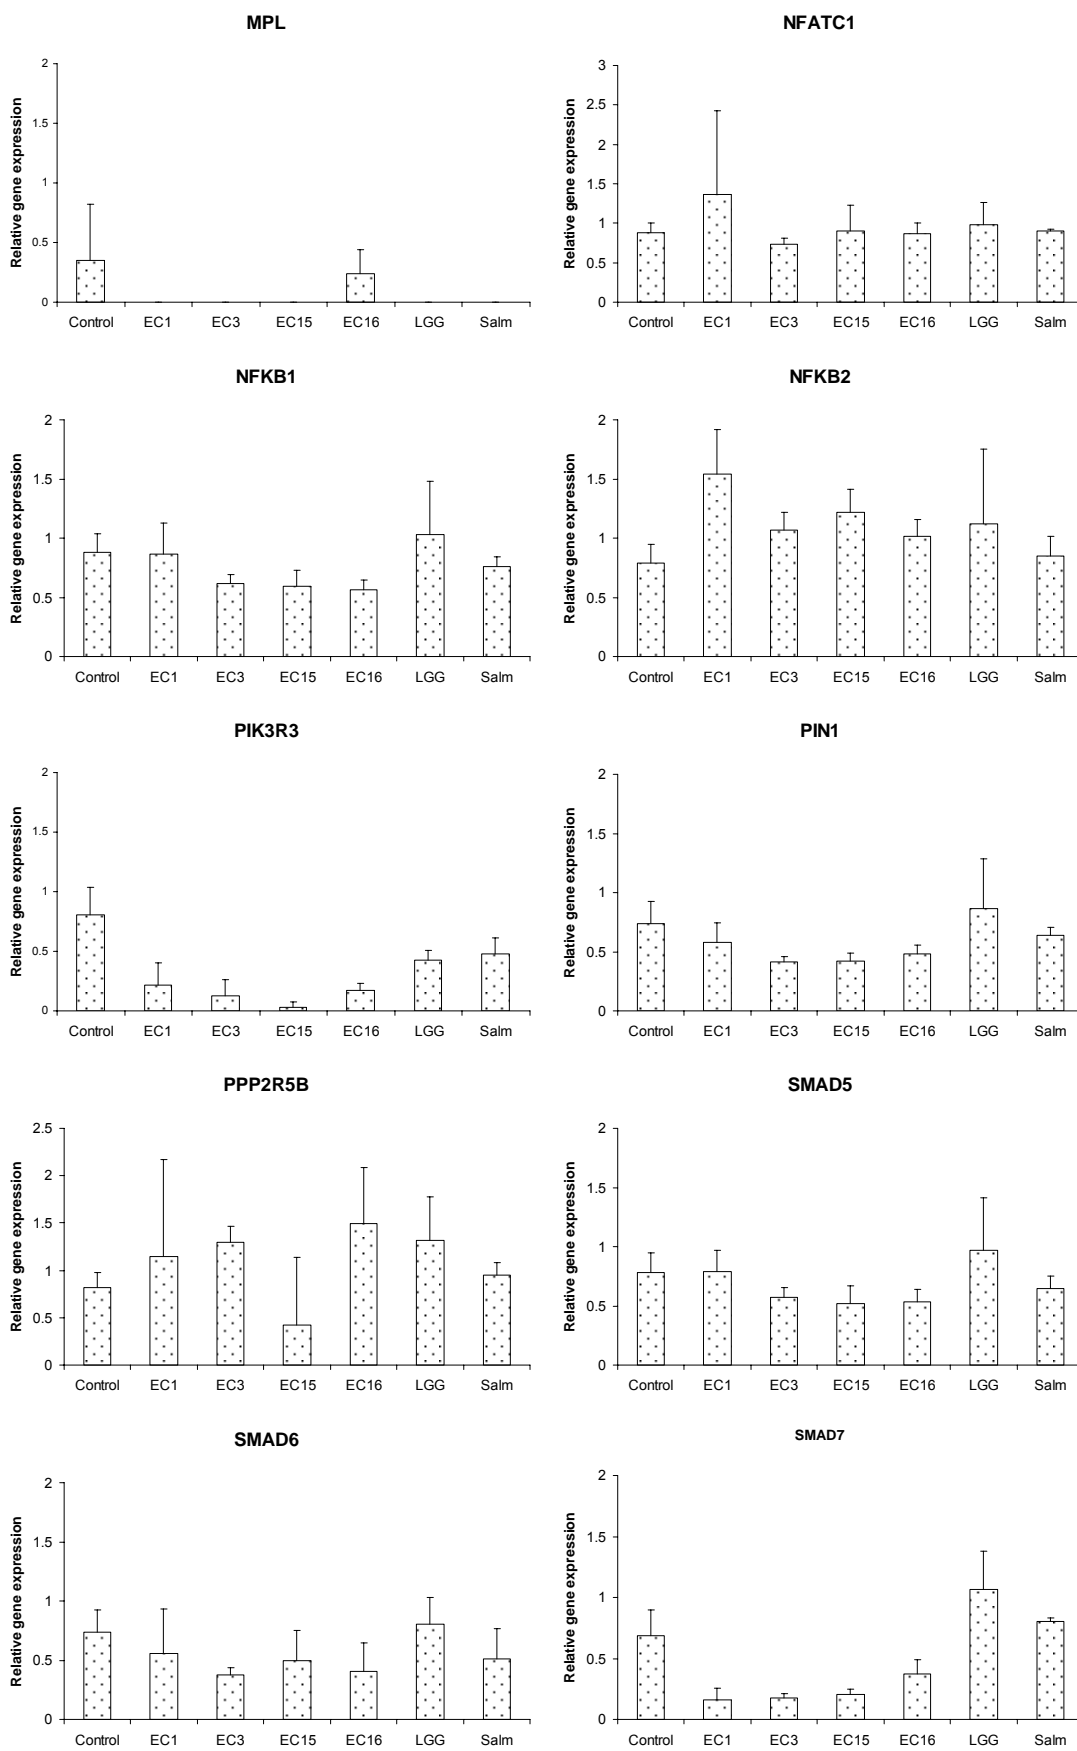 MPL
Relative gene expression
2
1.5
1
0.5
0
Control EC1 EC3 EC15 EC16 LGG Salm
NFATC1
Relative gene expression
3
2.5
2
1.5
1
0.5
0
Control EC1 EC3 EC15 EC16 LGG Salm
NFKB1
Relative gene expression
2
1.5
1
0.5
0
Control EC1 EC3 EC15 EC16 LGG Salm
NFKB2
Relative gene expression
2
1.5
1
0.5
0
Control EC1 EC3 EC15 EC16 LGG Salm
PIK3R3
Relative gene expression
2
1.5
1
0.5
0
Control EC1 EC3 EC15 EC16 LGG Salm
PIN1
Relative gene expression
2
1.5
1
0.5
0
Control EC1 EC3 EC15 EC16 LGG Salm
PPP2R5B
Relative gene expression
2.5
2
1.5
1
0.5
0
Control EC1 EC3 EC15 EC16 LGG Salm
SMAD5
Relative gene expression
2
1.5
1
0.5
0
Control EC1 EC3 EC15 EC16 LGG Salm
SMAD6
Relative gene expression
2
1.5
1
0.5
0
Control EC1 EC3 EC15 EC16 LGG Salm
SMAD7
Relative gene expression
2
1.5
1
0.5
0
Control EC1 EC3 EC15 EC16 LGG Salm